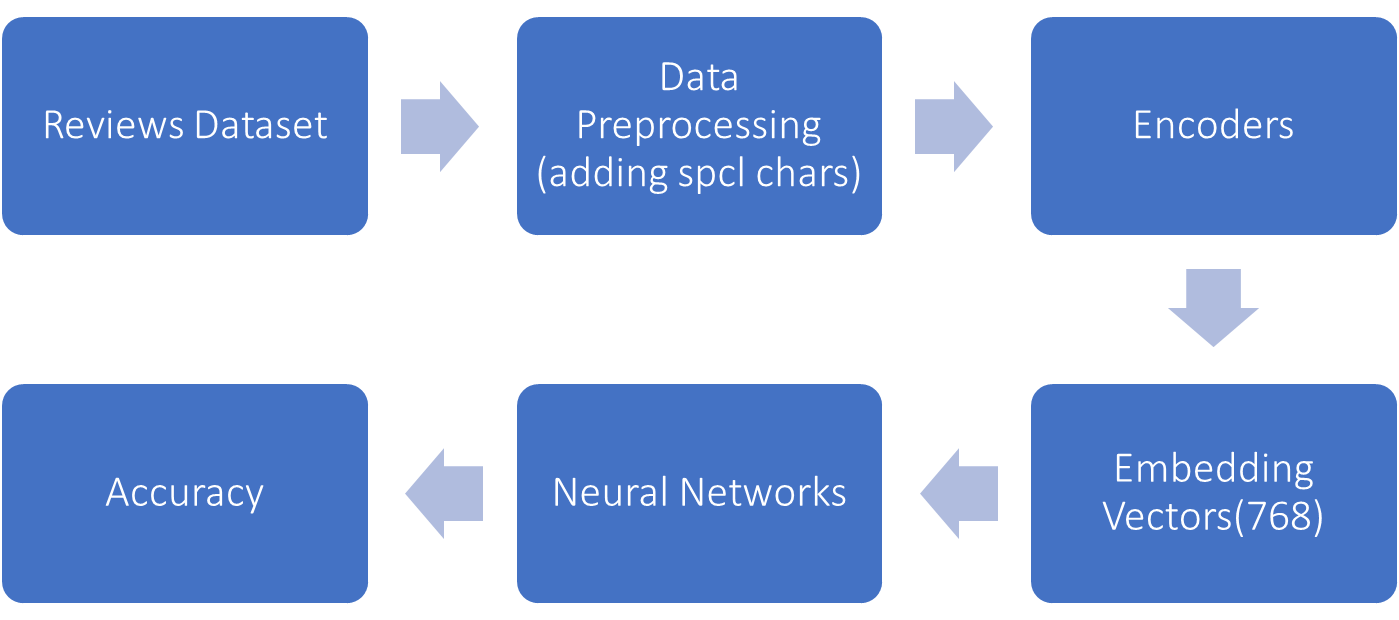 Reviews Dataset
Data
Preprocessing
(adding spcl chars)
Encoders
Embedding
Vectors(768)
Neural Networks
Accuracy